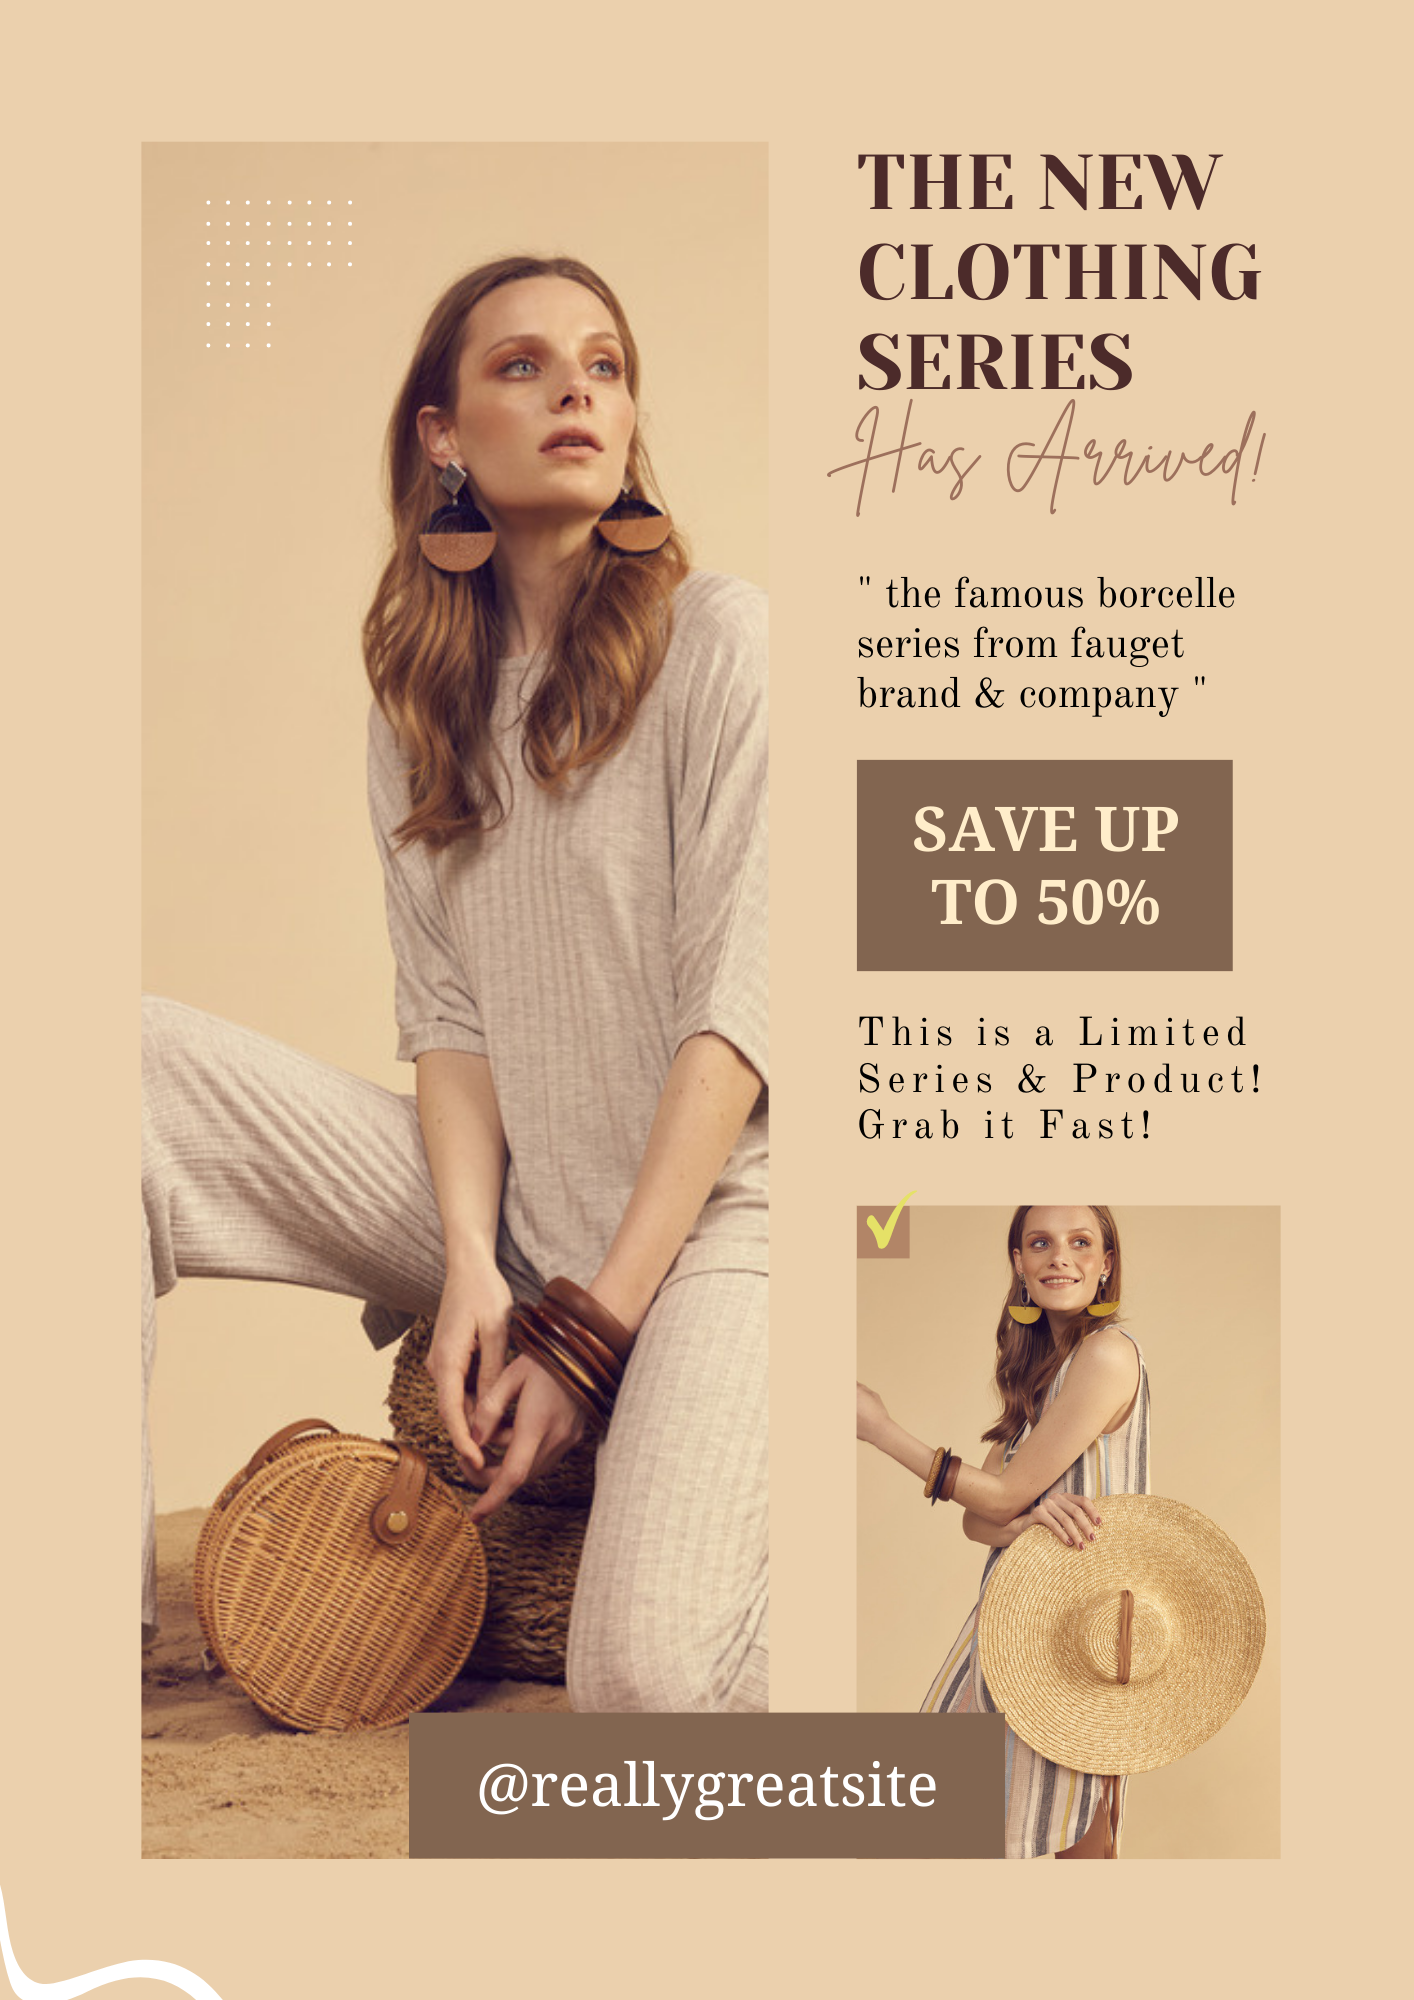 THE NEW
CLOTHING
SERIES
Has Arrived!
" the famous borcelle
series from fauget
brand & company "
SAVE UP
TO 50%
This is a Limited
Series & Product!
Grab it Fast!
@reallygreatsite